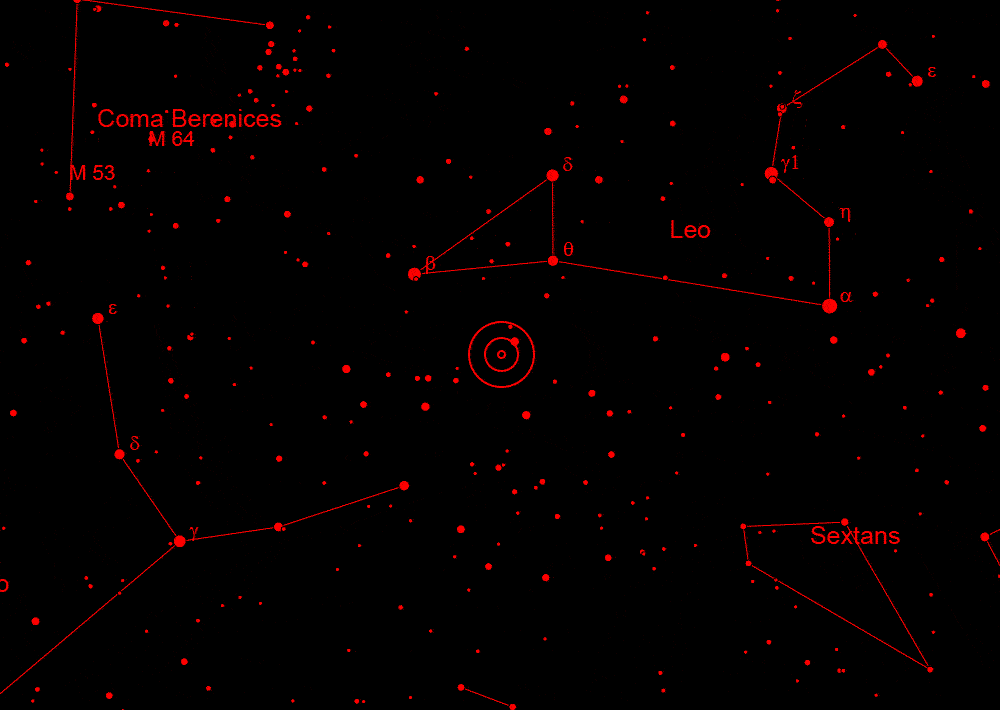 ε
ζ
Coma Berenices
M 64
γ1
δ
M 53
η
Leo
θ
β
α
ε
δ
γ
Sextans
o